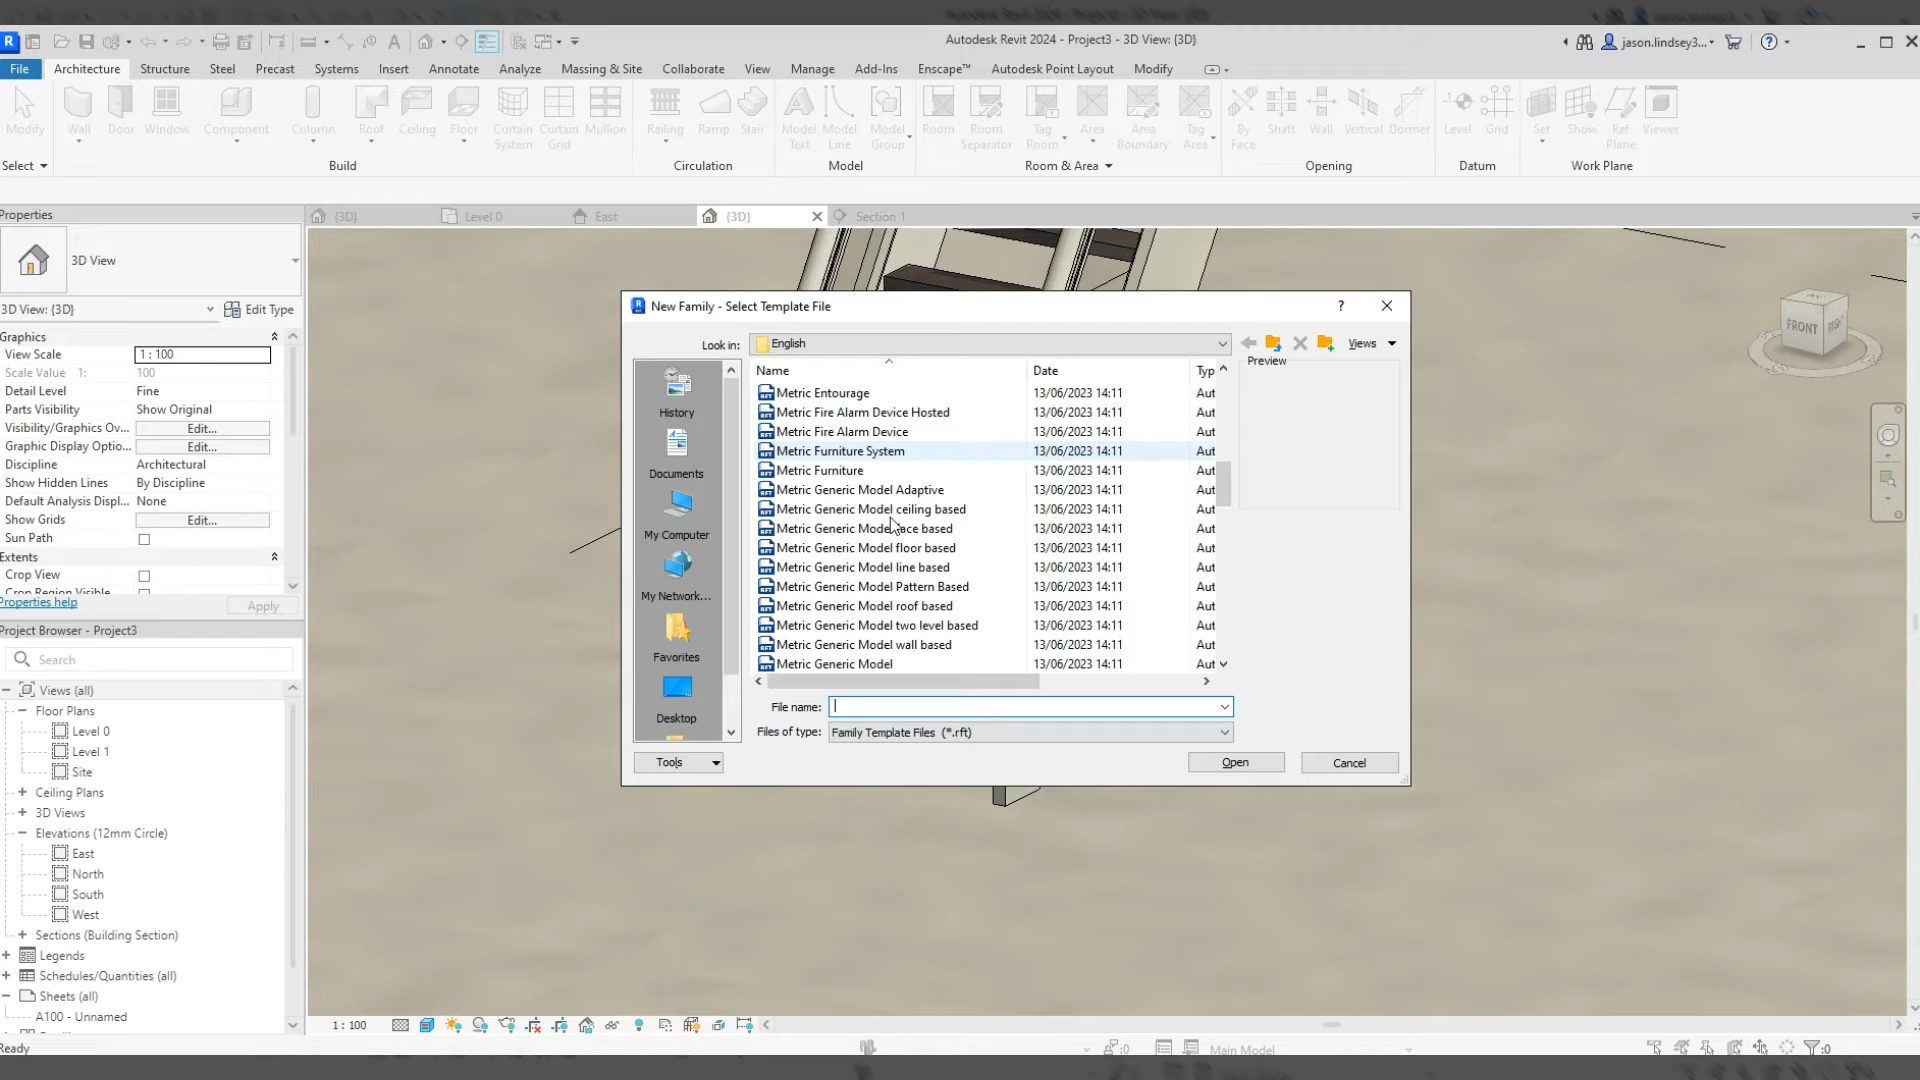 Autodesk Revit 2024 - Project3 - 3D View: {3D}
jason.lindsey3...
File Architecture Structure Steel Precast Systems Insert Annotate Analyze Massing & Site Collaborate View Manage Add-Ins Enscape™ Autodesk Point Layout Modify
Modify Wall Door Window Component Column Roof Ceiling Floor Curtain System Curtain Grid Mullion Railing Ramp Stair Model Text Model Line Model Group Room Room Separator Tag Room Area Area Boundary Tag Area By Face Shaft Wall Vertical Dormer Level Grid Set Show Ref Plane Viewer
Select Build Circulation Model Room & Area Opening Datum Work Plane
Properties
{3D} Level 0 East {3D} Section 1
3D View
3D View: {3D} Edit Type
Graphics
View Scale 1 : 100
Scale Value 1: 100
Detail Level Fine
Parts Visibility Show Original
Visibility/Graphics Ov... Edit...
Graphic Display Optio... Edit...
Discipline Architectural
Show Hidden Lines By Discipline
Default Analysis Displ... None
Show Grids Edit...
Sun Path
Extents
Crop View
Crop Region Visible
Properties help Apply
Project Browser - Project3
Search
Views (all)
Floor Plans
Level 0
Level 1
Site
Ceiling Plans
3D Views
Elevations (12mm Circle)
East
North
South
West
Sections (Building Section)
Legends
Schedules/Quantities (all)
Sheets (all)
A100 - Unnamed
New Family - Select Template File
Look in: English Views
Name Date Typ
Preview
Metric Entourage 13/06/2023 14:11 Aut
Metric Fire Alarm Device Hosted 13/06/2023 14:11 Aut
Metric Fire Alarm Device 13/06/2023 14:11 Aut
Metric Furniture System 13/06/2023 14:11 Aut
Metric Furniture 13/06/2023 14:11 Aut
Metric Generic Model Adaptive 13/06/2023 14:11 Aut
Metric Generic Model ceiling based 13/06/2023 14:11 Aut
Metric Generic Model face based 13/06/2023 14:11 Aut
Metric Generic Model floor based 13/06/2023 14:11 Aut
Metric Generic Model line based 13/06/2023 14:11 Aut
Metric Generic Model Pattern Based 13/06/2023 14:11 Aut
Metric Generic Model roof based 13/06/2023 14:11 Aut
Metric Generic Model two level based 13/06/2023 14:11 Aut
Metric Generic Model wall based 13/06/2023 14:11 Aut
Metric Generic Model 13/06/2023 14:11 Aut
History
Documents
My Computer
My Network...
Favorites
Desktop
File name:
Files of type: Family Template Files (*.rft)
Tools Open Cancel
FRONT RIGHT
1 : 100
Ready
:0 Main Model :0